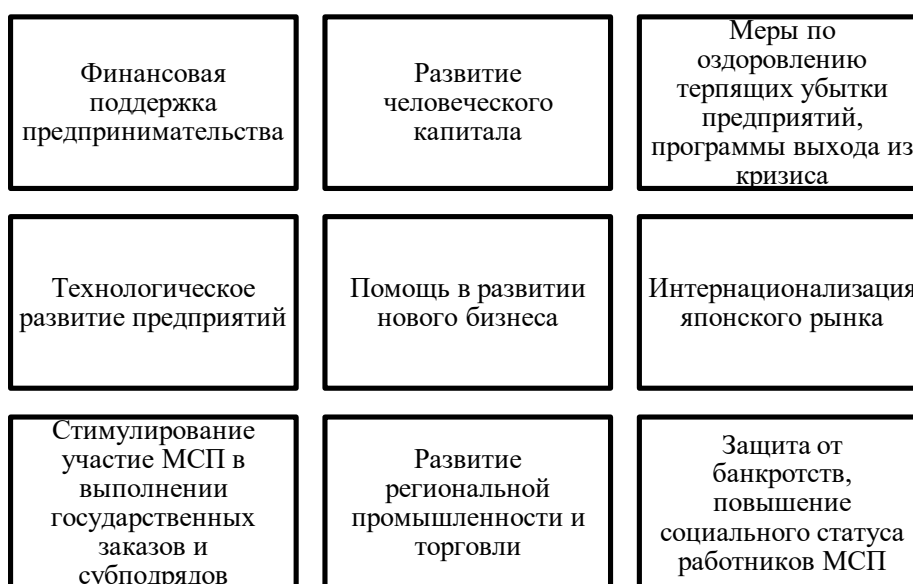 Финансовая
поддержка
предпринимательства
Развитие
человеческого
капитала
Меры по
оздоровлению
терпящих убытки
предприятий,
программы выхода из
кризиса
Технологическое
развитие предприятий
Помощь в развитии
нового бизнеса
Интернационализация
японского рынка
Стимулирование
участие МСП в
выполнении
государственных
заказов и
субподрядов
Развитие
региональной
промышленности и
торговли
Защита от
банкротств,
повышение
социального статуса
работников МСП